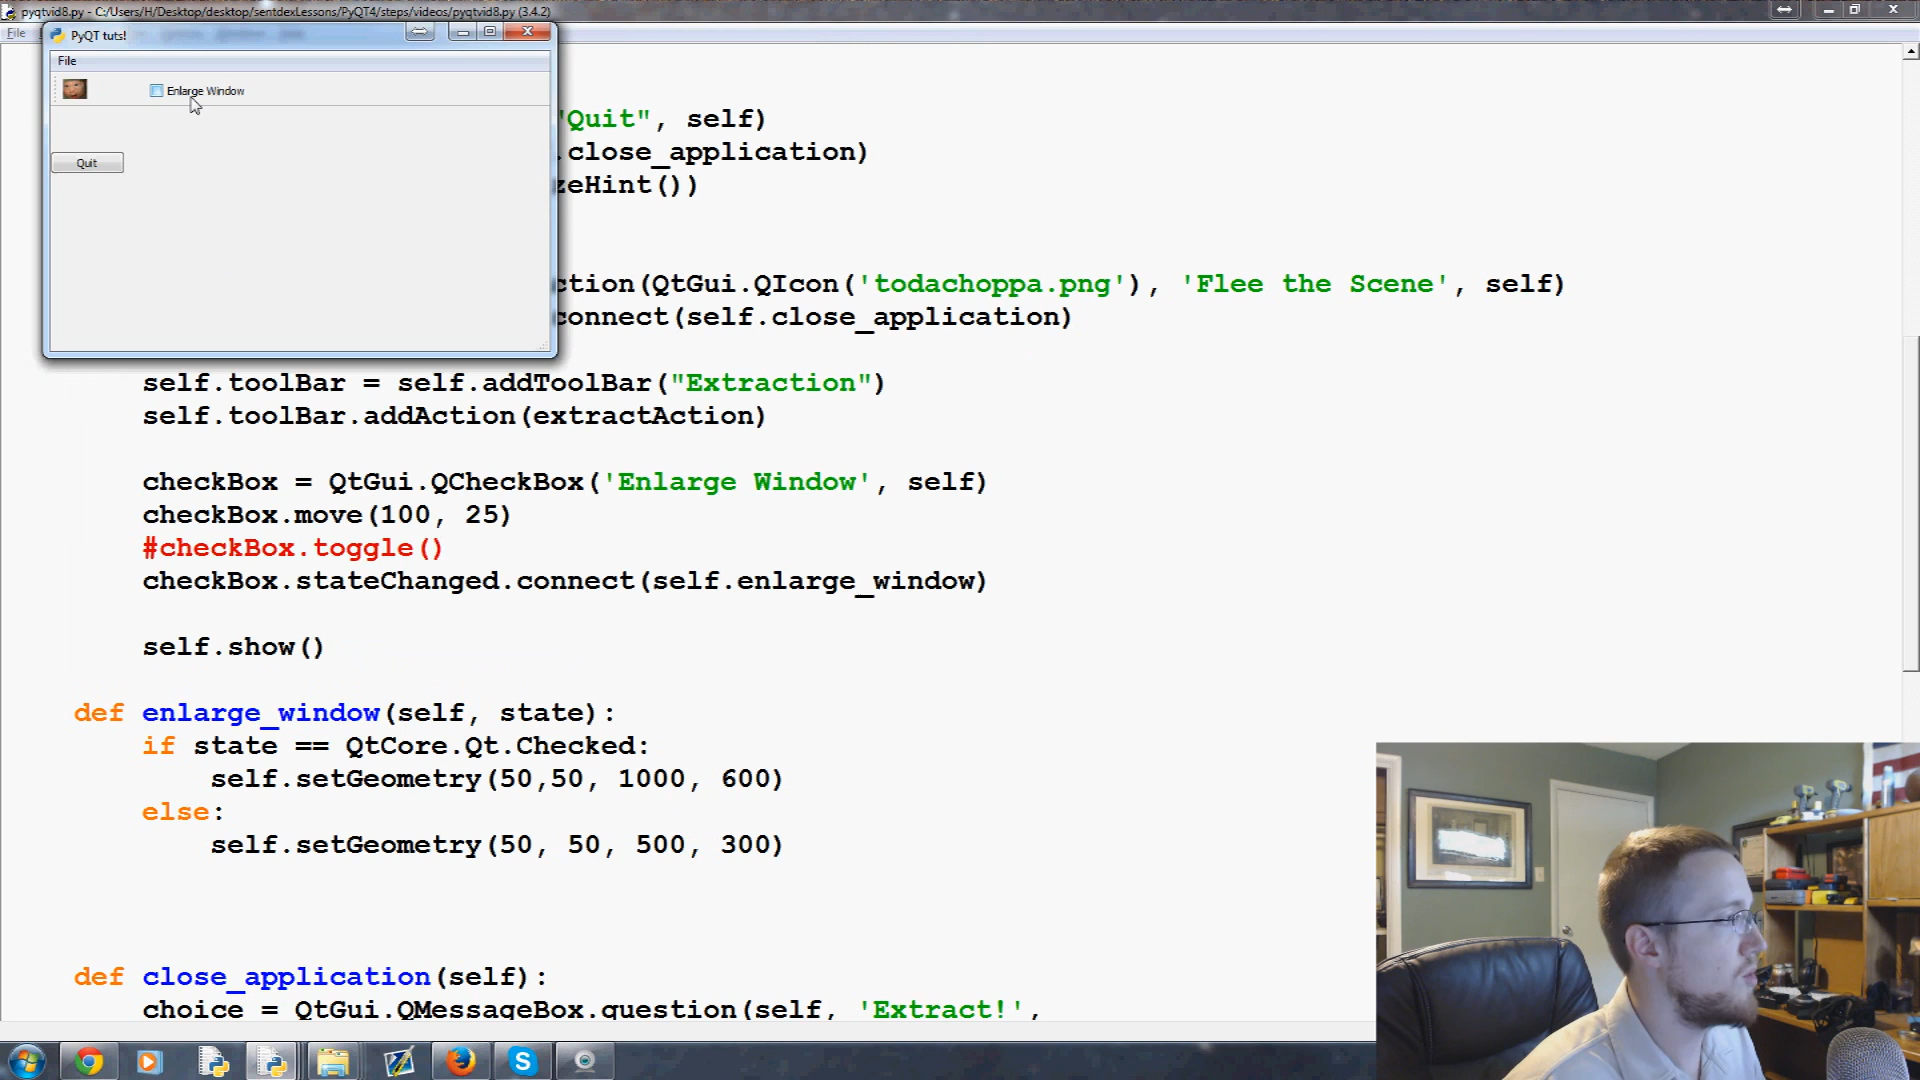 pyqtvid8.py - C:/Users/H/Desktop/desktop/sentdexLessons/PyQT4/steps/videos/pyqtvid8.py (3.4.2)
File
PyQT tuts!
File
Enlarge Window
Quit
"Quit", self)
.close_application)
zeHint())
ction(QtGui.QIcon('todachoppa.png'), 'Flee the Scene', self)
connect(self.close_application)
self.toolBar = self.addToolBar("Extraction")
self.toolBar.addAction(extractAction)
checkBox = QtGui.QCheckBox('Enlarge Window', self)
checkBox.move(100, 25)
#checkBox.toggle()
checkBox.stateChanged.connect(self.enlarge_window)
self.show()
def enlarge_window(self, state):
if state == QtCore.Qt.Checked:
self.setGeometry(50,50, 1000, 600)
else:
self.setGeometry(50, 50, 500, 300)
def close_application(self):
choice = QtGui.QMessageBox.question(self, 'Extract!',